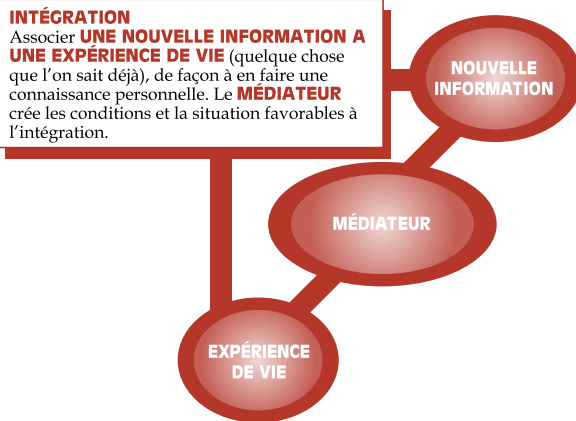 INTÉGRATION
Associer UNE NOUVELLE INFORMATION A
UNE EXPÉRIENCE DE VIE (quelque chose
que l'on sait déjà), de façon à en faire une
connaissance personnelle. Le MÉDIATEUR
crée les conditions et la situation favorables à
l'intégration.
NOUVELLE
INFORMATION
MÉDIATEUR
EXPÉRIENCE
DE VIE